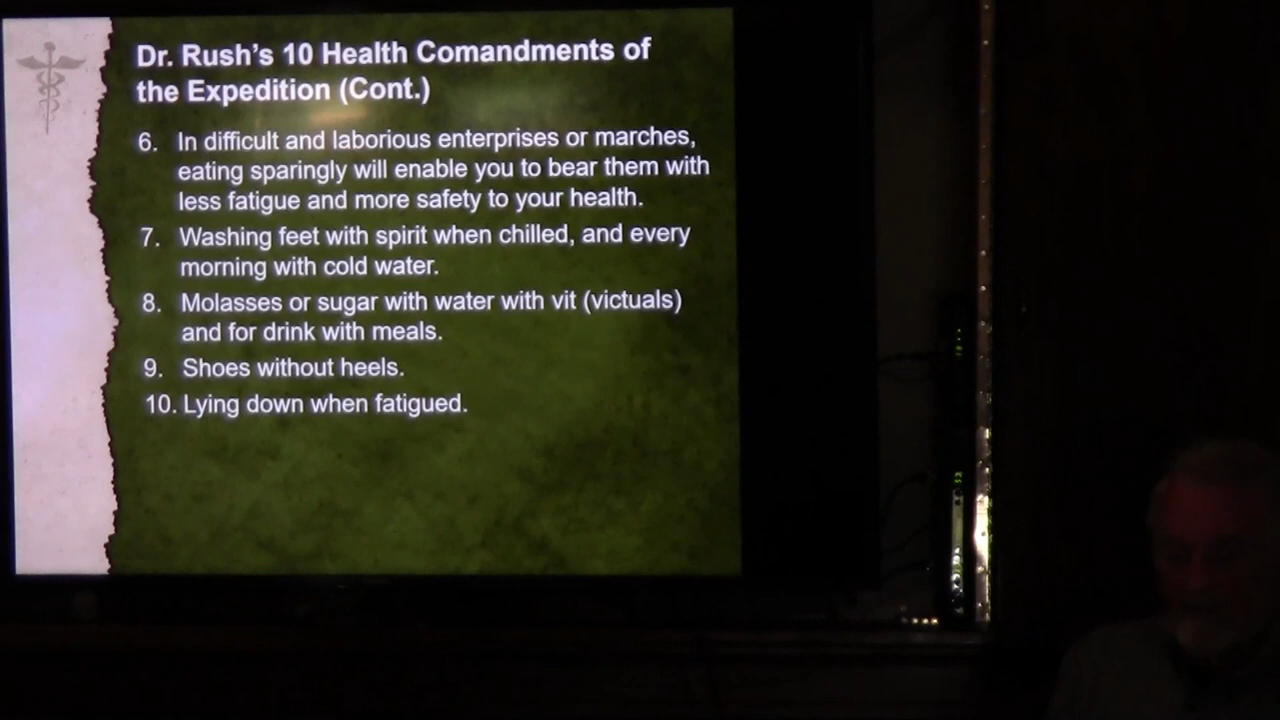 Dr. Rush's 10 Health Comandments of
the Expedition (Cont.)
6. In difficult and laborious enterprises or marches,
eating sparingly will enable you to bear them with
less fatigue and more safety to your health.
7. Washing feet with spirit when chilled, and every
morning with cold water.
8. Molasses or sugar with water with vit (victuals)
and for drink with meals.
9. Shoes without heels.
10. Lying down when fatigued.